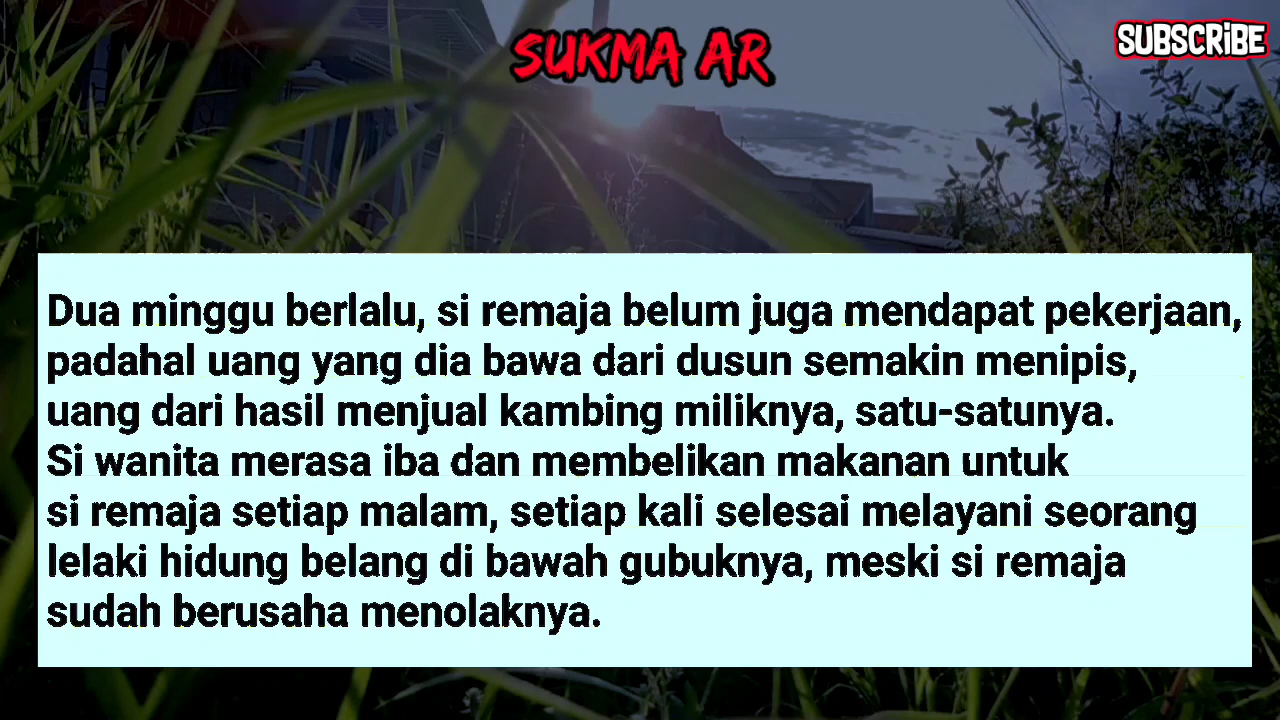 SUKMA AR
SUBSCRiBE
Dua minggu berlalu, si remaja belum juga mendapat pekerjaan,
padahal uang yang dia bawa dari dusun semakin menipis,
uang dari hasil menjual kambing miliknya, satu-satunya.
Si wanita merasa iba dan membelikan makanan untuk
si remaja setiap malam, setiap kali selesai melayani seorang
lelaki hidung belang di bawah gubuknya, meski si remaja
sudah berusaha menolaknya.